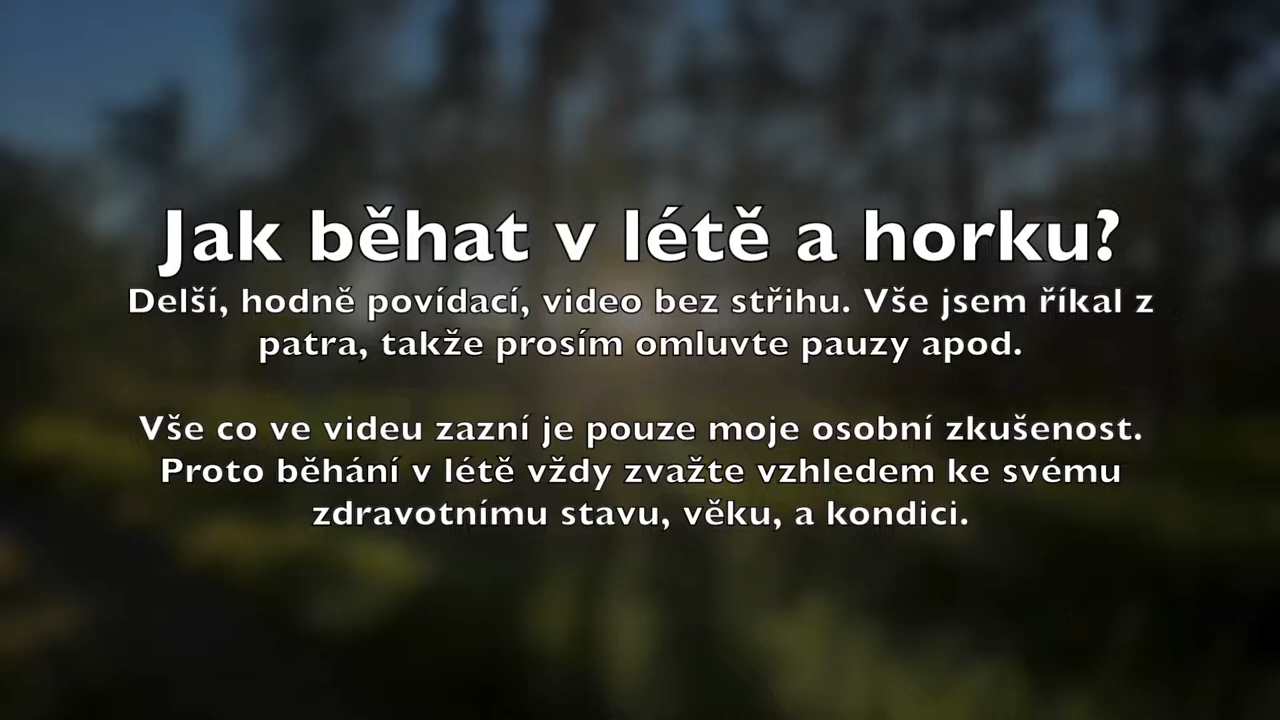 Jak běhat v létě a horku?
Delší, hodně povídací, video bez střihu. Vše jsem říkal z
patra, takže prosím omluvte pauzy apod.
Vše co ve videu zazní je pouze moje osobní zkušenost.
Proto běhání v létě vždy zvažte vzhledem ke svému
zdravotnímu stavu, věku, a kondici.